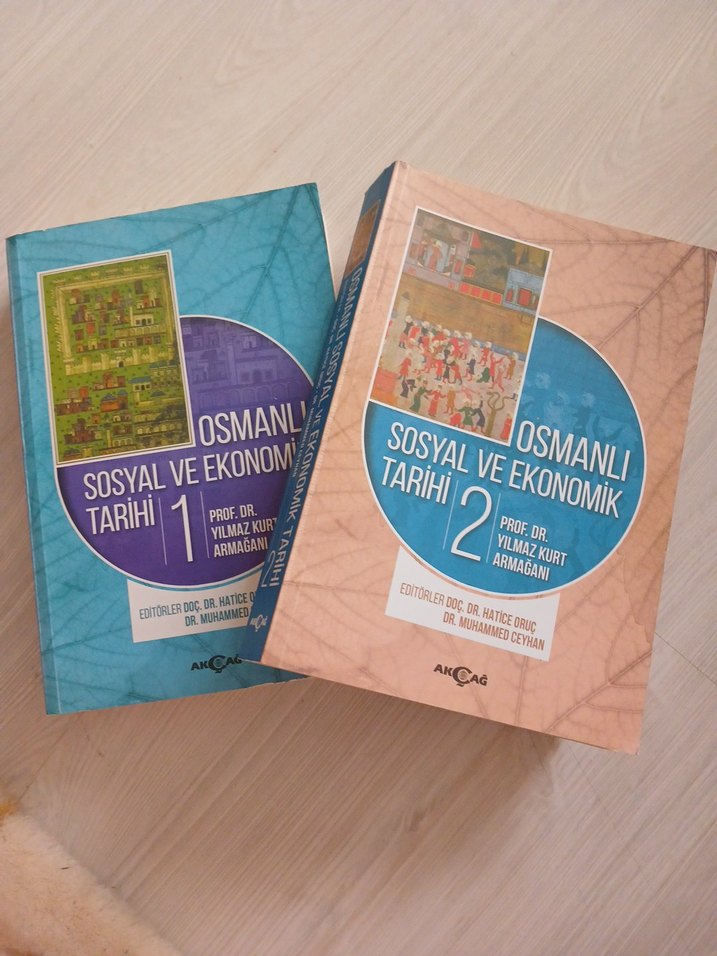 OSMANLI
SOSYAL VE EKONOMİK
TARİHİ 1
PROF. DR.
YILMAZ KURT
ARMAĞANI
EDİTÖRLER DOÇ. DR. HATİCE
DR. MUHAMMED
AKÇAĞ
OSMANLI SOSYAL VE EKONOMİK TARİHİ 2
AKÇAĞ
OSMANLI
SOSYAL VE EKONOMİK
TARİHİ 2
PROF. DR.
YILMAZ KURT
ARMAĞANI
EDİTÖRLER DOÇ. DR. HATİCE ORUÇ
DR. MUHAMMED CEYHAN
AKÇAĞ